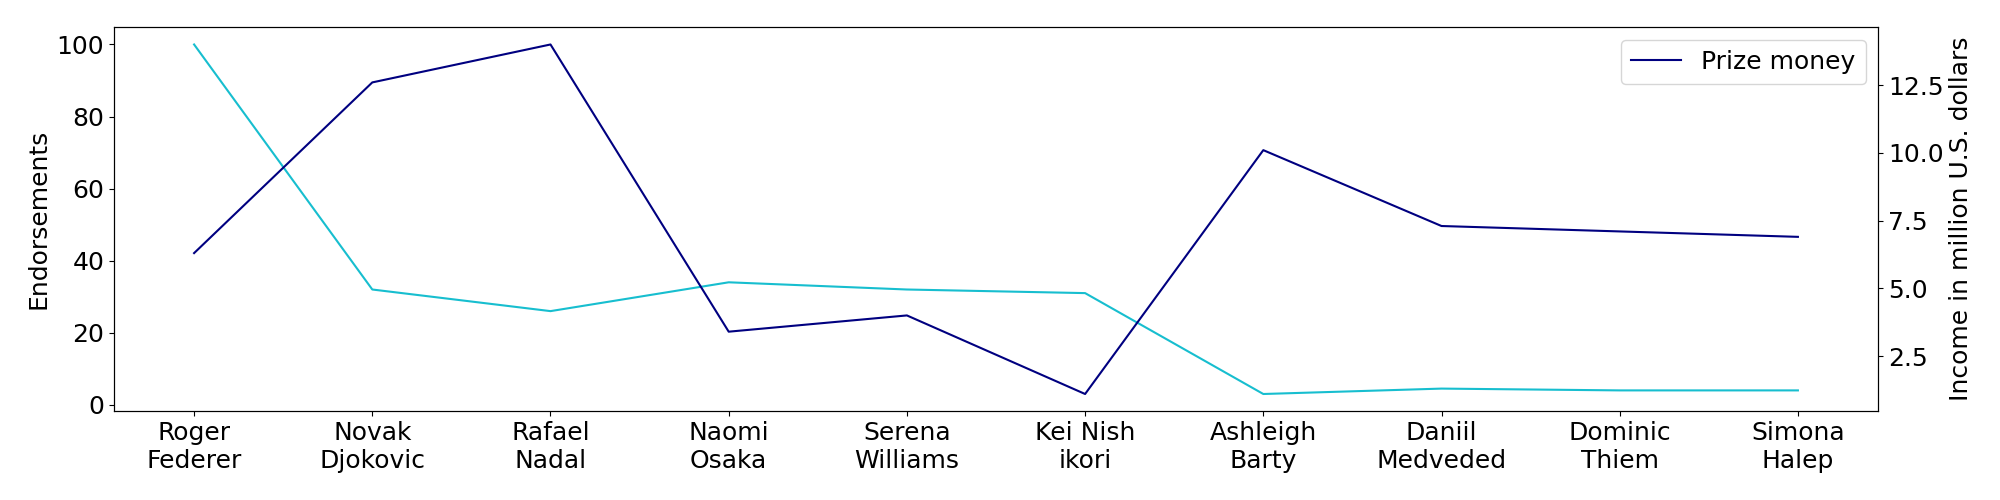 Endorsements
100
80
60
40
20
0
Prize money
12.5
10.0
7.5
5.0
2.5
Income in million U.S. dollars
Roger
Federer
Novak
Djokovic
Rafael
Nadal
Naomi
Osaka
Serena
Williams
Kei Nish
ikori
Ashleigh
Barty
Daniil
Medveded
Dominic
Thiem
Simona
Halep